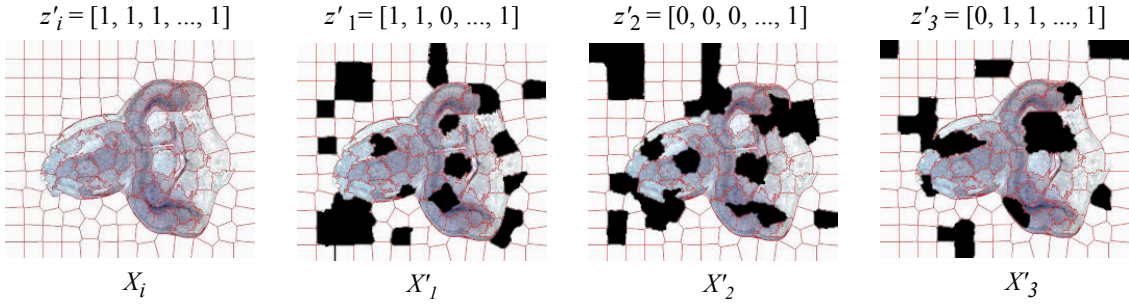 z'i = [1, 1, 1, ..., 1]
z'1 = [1, 1, 0, ..., 1]
z'2 = [0, 0, 0, ..., 1]
z'3 = [0, 1, 1, ..., 1]
Xi
X'1
X'2
X'3